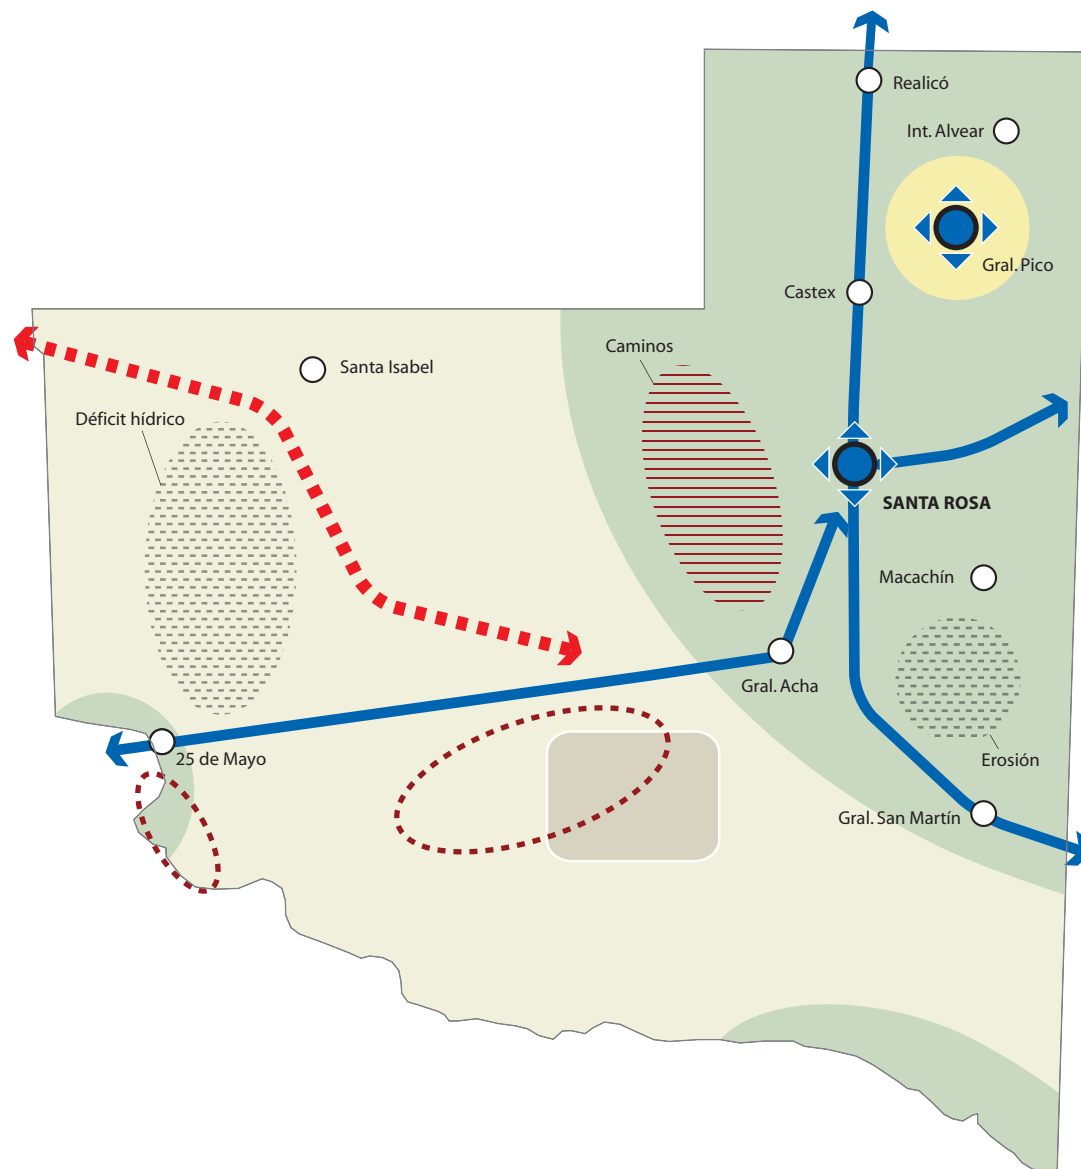 Realicó
Int. Alvear
Gral. Pico
Castex
Caminos
Santa Isabel
Déficit hídrico
SANTA ROSA
Macachín
Gral. Acha
25 de Mayo
Erosión
Gral. San Martín